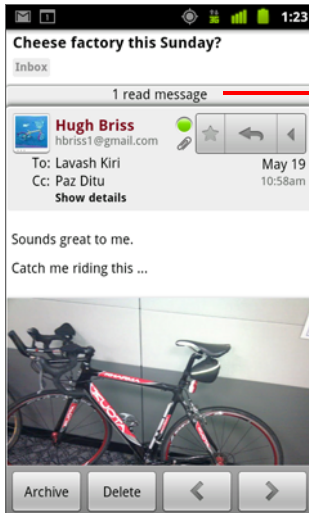 1:23
Cheese factory this Sunday?
Inbox
1 read message
Hugh Briss
hbriss1@gmail.com
To: Lavash Kiri
May 19
Cc: Paz Ditu
10:58am
Show details
Sounds great to me.
Catch me riding this ...
Archive
Delete